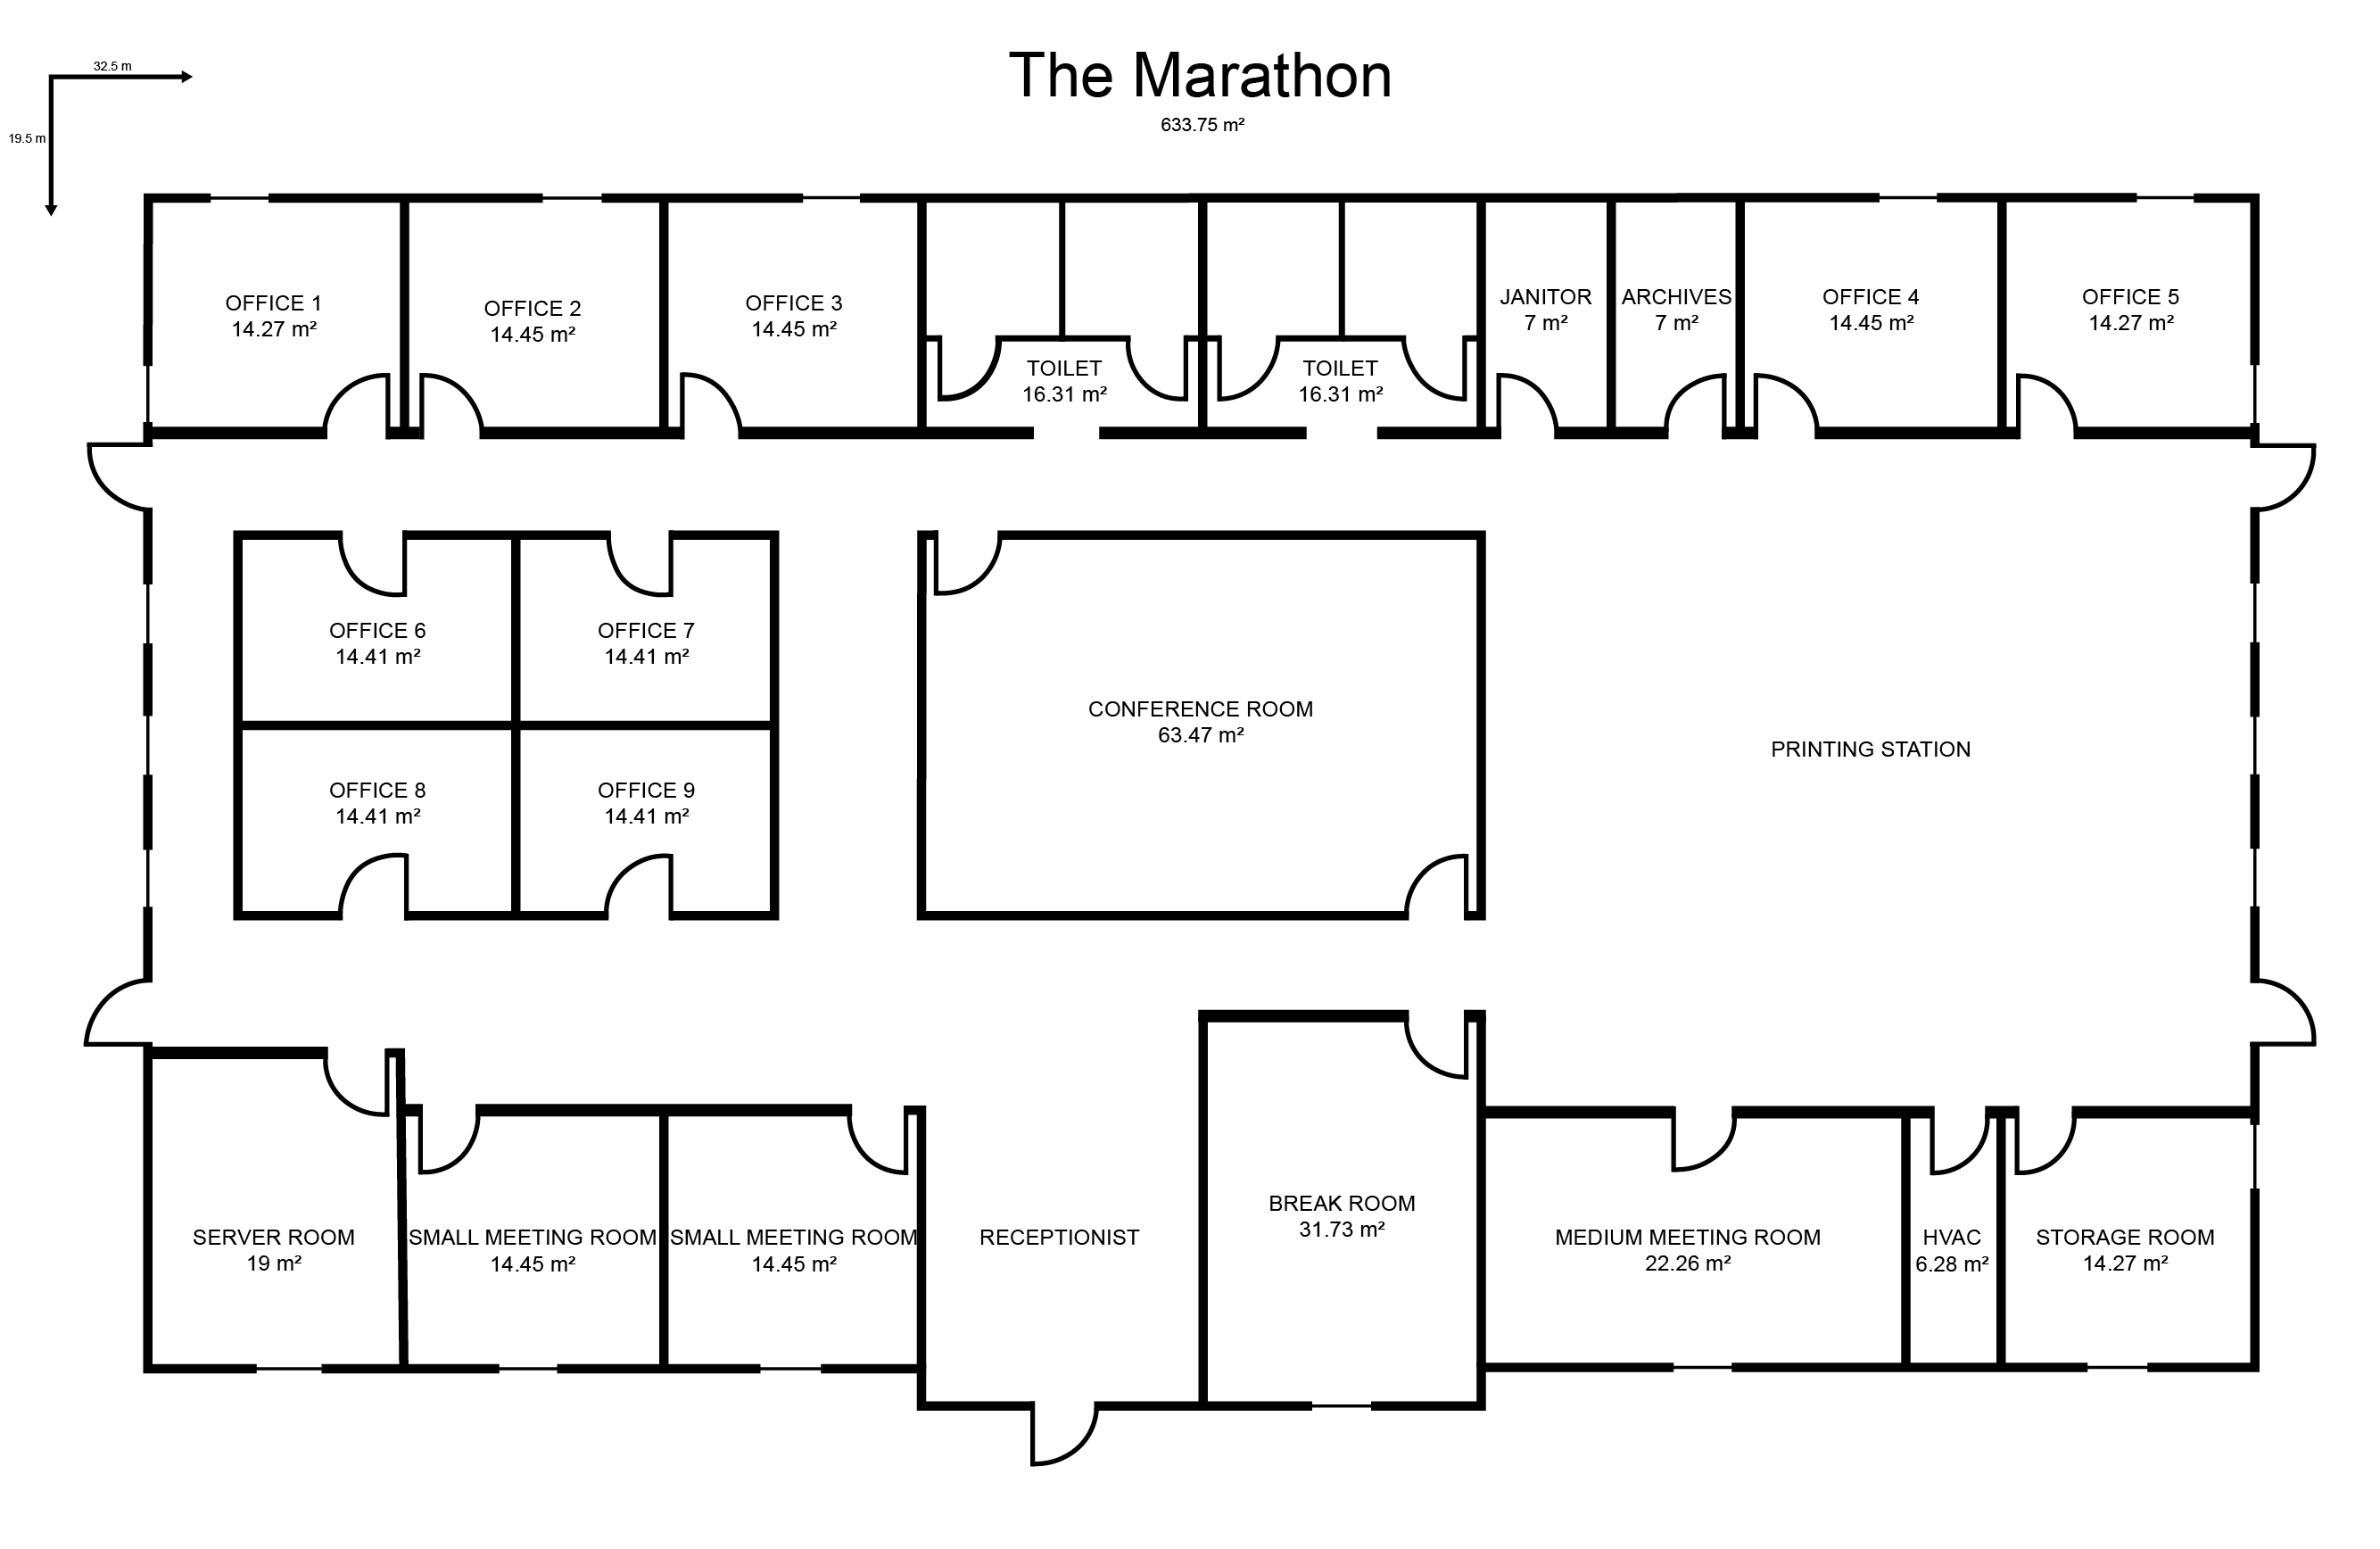 The Marathon
633.75 m²
32.5 m
19.5 m
OFFICE 1
14.27 m²
OFFICE 2
14.45 m²
OFFICE 3
14.45 m²
TOILET
16.31 m²
TOILET
16.31 m²
JANITOR
7 m²
ARCHIVES
7 m²
OFFICE 4
14.45 m²
OFFICE 5
14.27 m²
OFFICE 6
14.41 m²
OFFICE 7
14.41 m²
OFFICE 8
14.41 m²
OFFICE 9
14.41 m²
CONFERENCE ROOM
63.47 m²
PRINTING STATION
SERVER ROOM
19 m²
SMALL MEETING ROOM
14.45 m²
SMALL MEETING ROOM
14.45 m²
RECEPTIONIST
BREAK ROOM
31.73 m²
MEDIUM MEETING ROOM
22.26 m²
HVAC
6.28 m²
STORAGE ROOM
14.27 m²